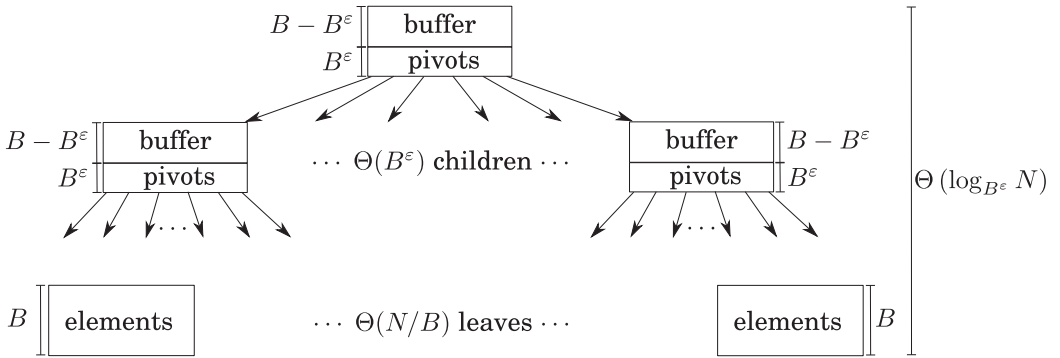 B − B^ε buffer
B^ε pivots
B − B^ε buffer buffer B − B^ε
⋯ Θ(B^ε) children ⋯
B^ε pivots pivots B^ε
Θ (log_{B^ε} N)
⋯ ⋯
B elements ⋯ Θ(N/B) leaves ⋯ elements B